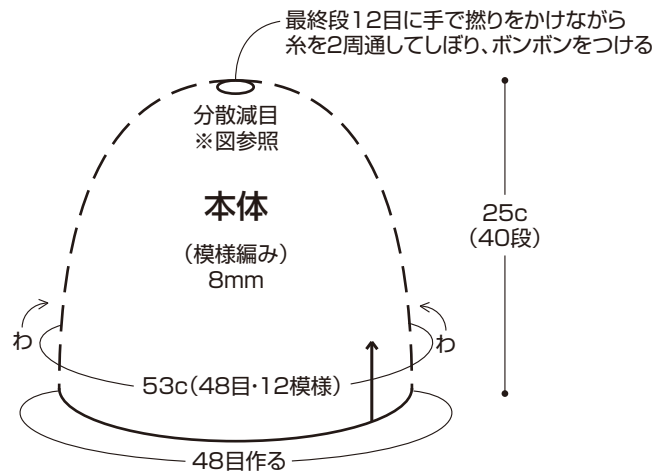 最終段12目に手で撚りをかけながら
糸を2周通してしぼり、ボンボンをつける
分散減目
※図参照
本体
(模様編み)
8mm
25c
(40段)
わ
わ
53c(48目・12模様)
48目作る